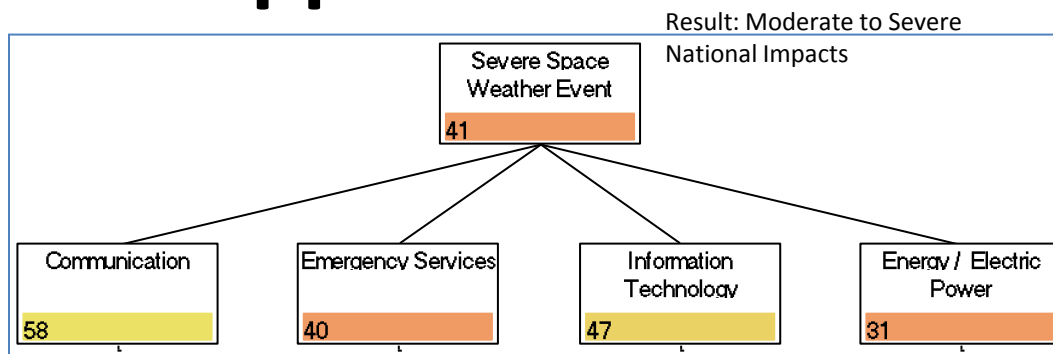 Result: Moderate to Severe
National Impacts
Severe Space
Weather Event
41
Communication
58
Emergency Services
40
Information
Technology
47
Energy / Electric
Power
31